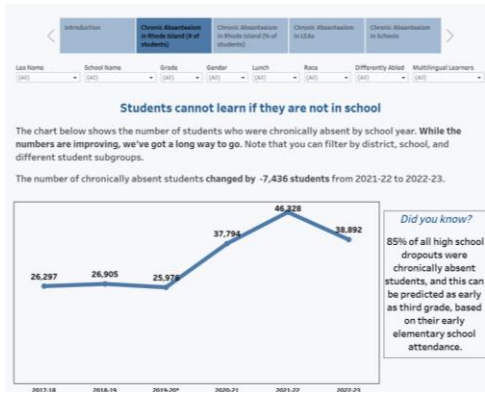 Introduction
Chronic Absenteeism
in Rhode Island (# of
students)
Chronic Absenteeism
in Rhode Island (% of
students)
Chronic Absenteeism
in LEAs
Chronic Absenteeism
in Schools
Lea Name School Name Grade Gender Lunch Race Differently Abled Multilingual Learners
(All) (All) (All) (All) (All) (All) (All) (All)
Students cannot learn if they are not in school
The chart below shows the number of students who were chronically absent by school year. While the
numbers are improving, we've got a long way to go. Note that you can filter by district, school, and
different student subgroups.
The number of chronically absent students changed by -7,436 students from 2021-22 to 2022-23.
26,297
26,905
25,976
37,794
46,328
38,892
Did you know?
85% of all high school
dropouts were
chronically absent
students, and this can
be predicted as early
as third grade, based
on their early
elementary school
attendance.
2017-18 2018-19 2019-20* 2020-21 2021-22 2022-23